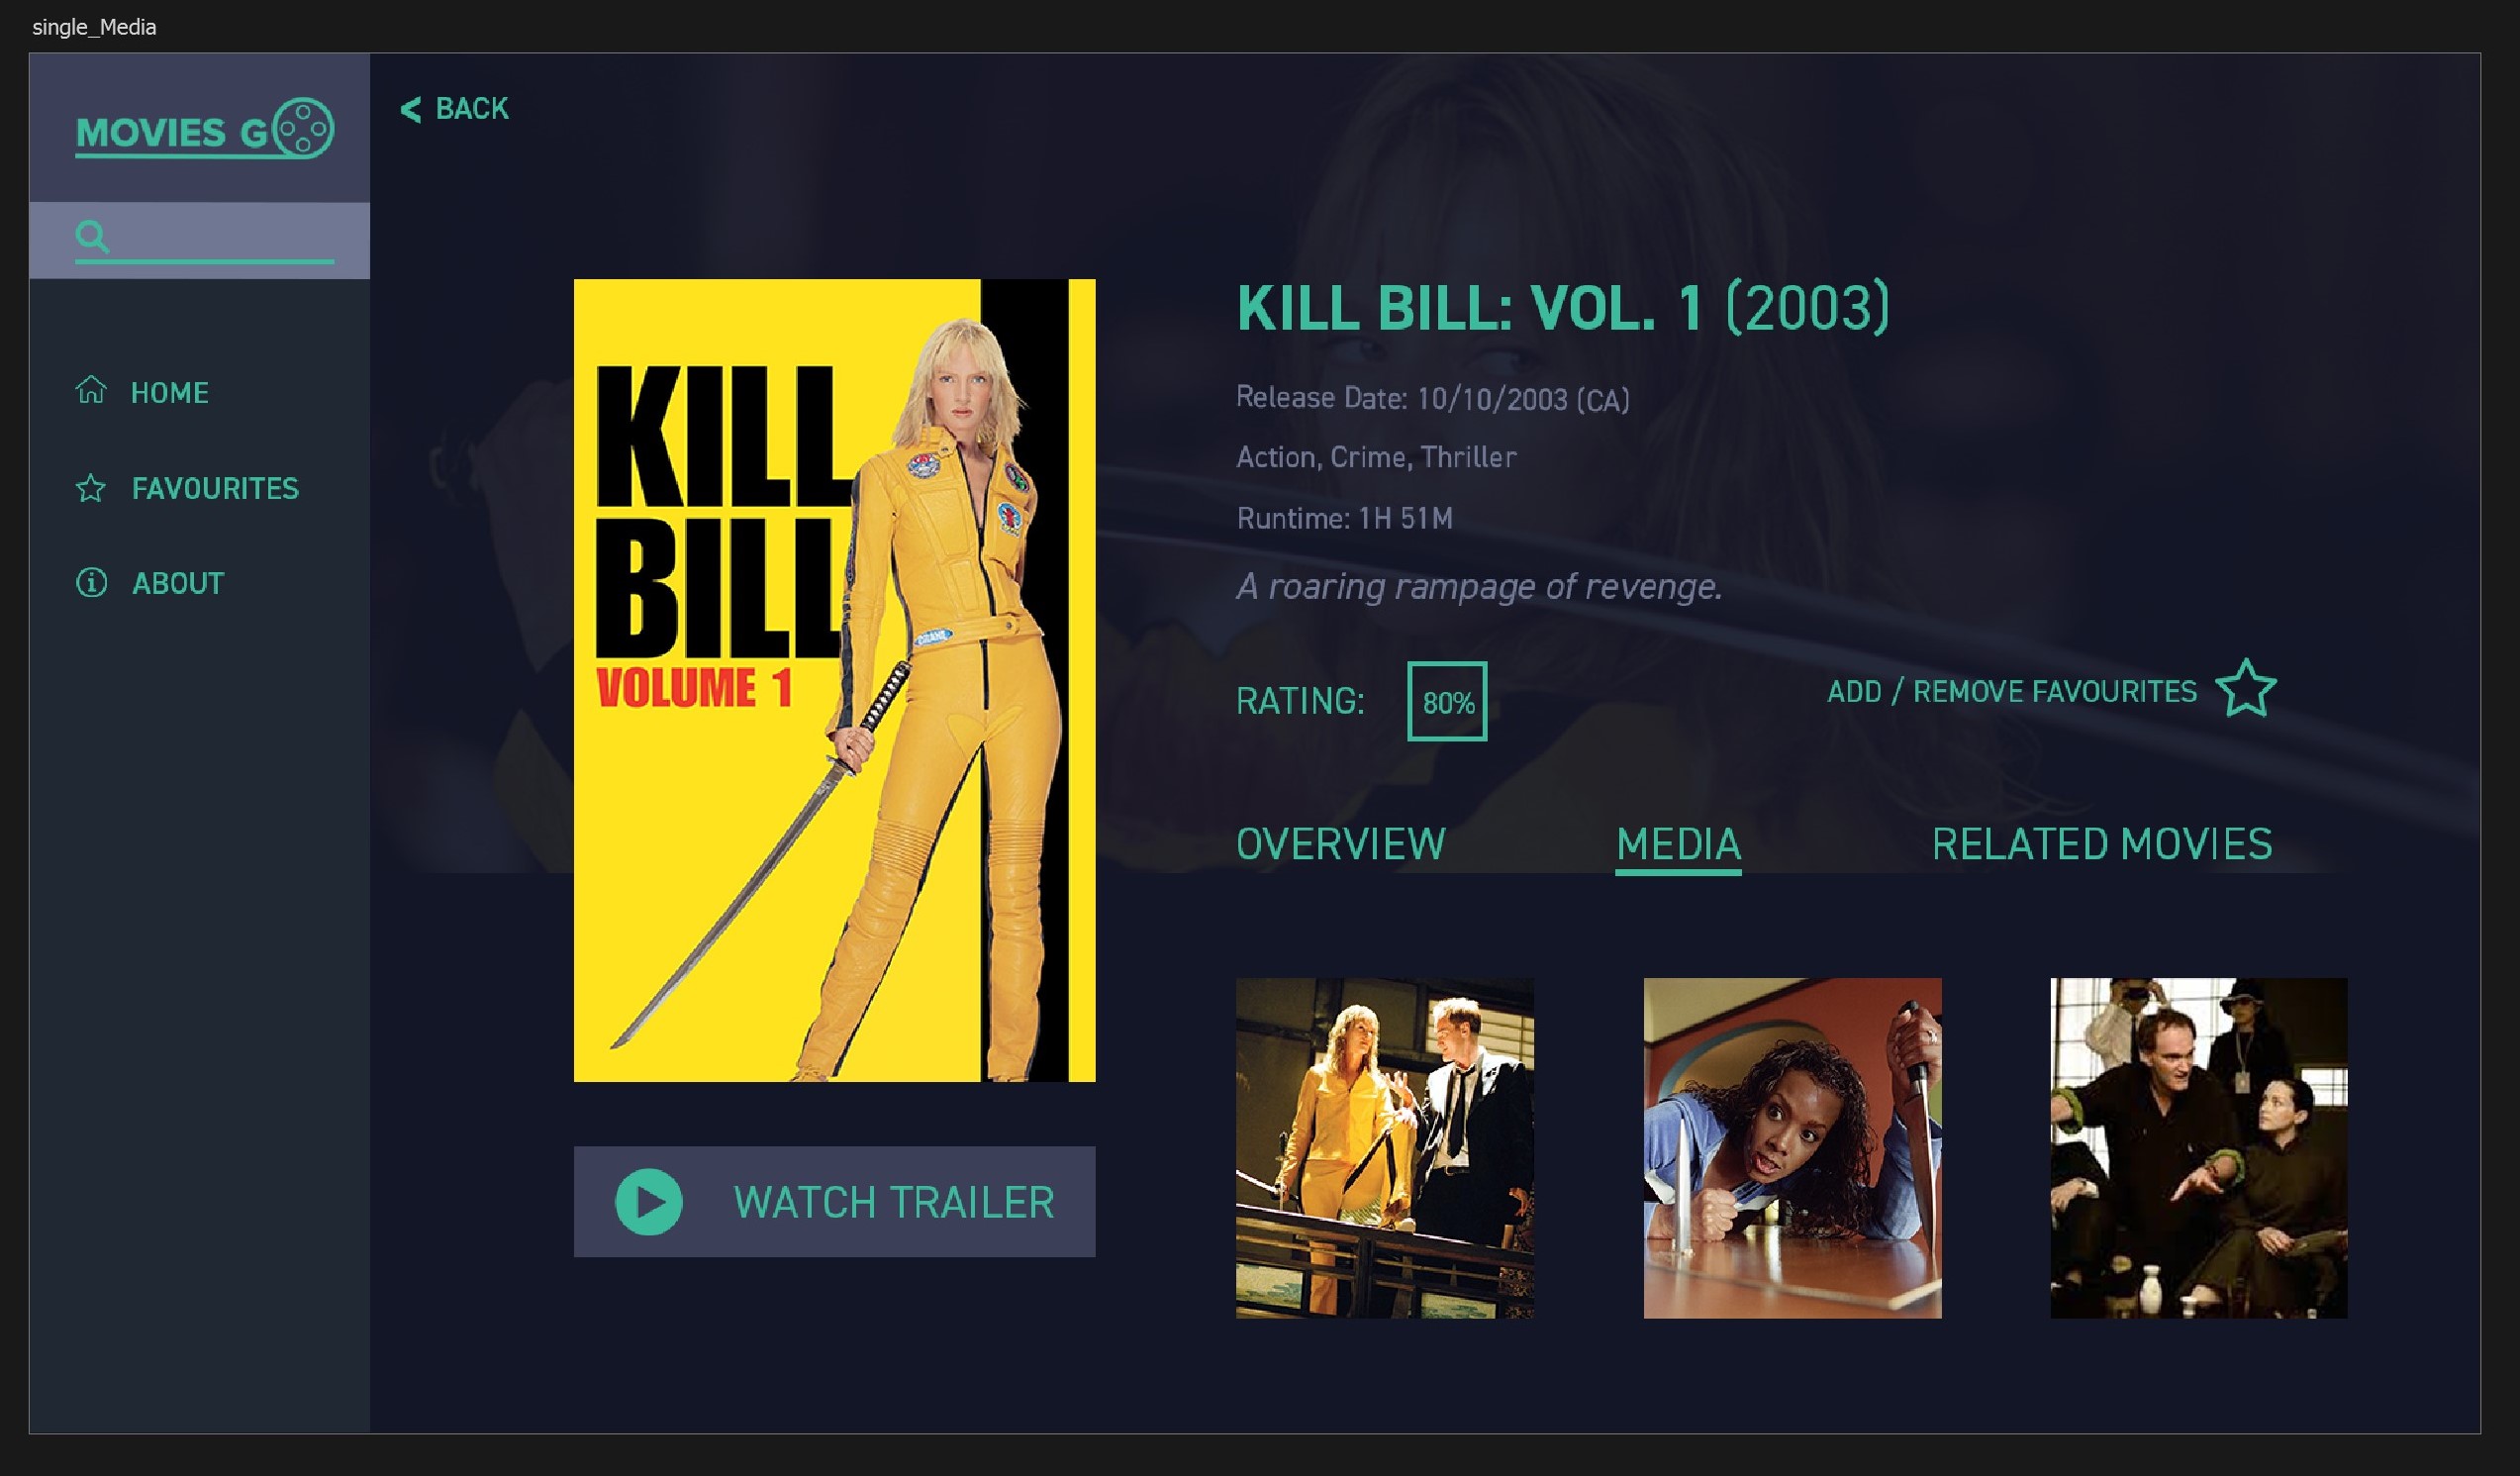 single_Media
MOVIES GO
< BACK
HOME
FAVOURITES
ABOUT
KILL
BILL
VOLUME 1
WATCH TRAILER
KILL BILL: VOL. 1 (2003)
Release Date: 10/10/2003 (CA)
Action, Crime, Thriller
Runtime: 1H 51M
A roaring rampage of revenge.
RATING: 80%
ADD / REMOVE FAVOURITES
OVERVIEW MEDIA RELATED MOVIES